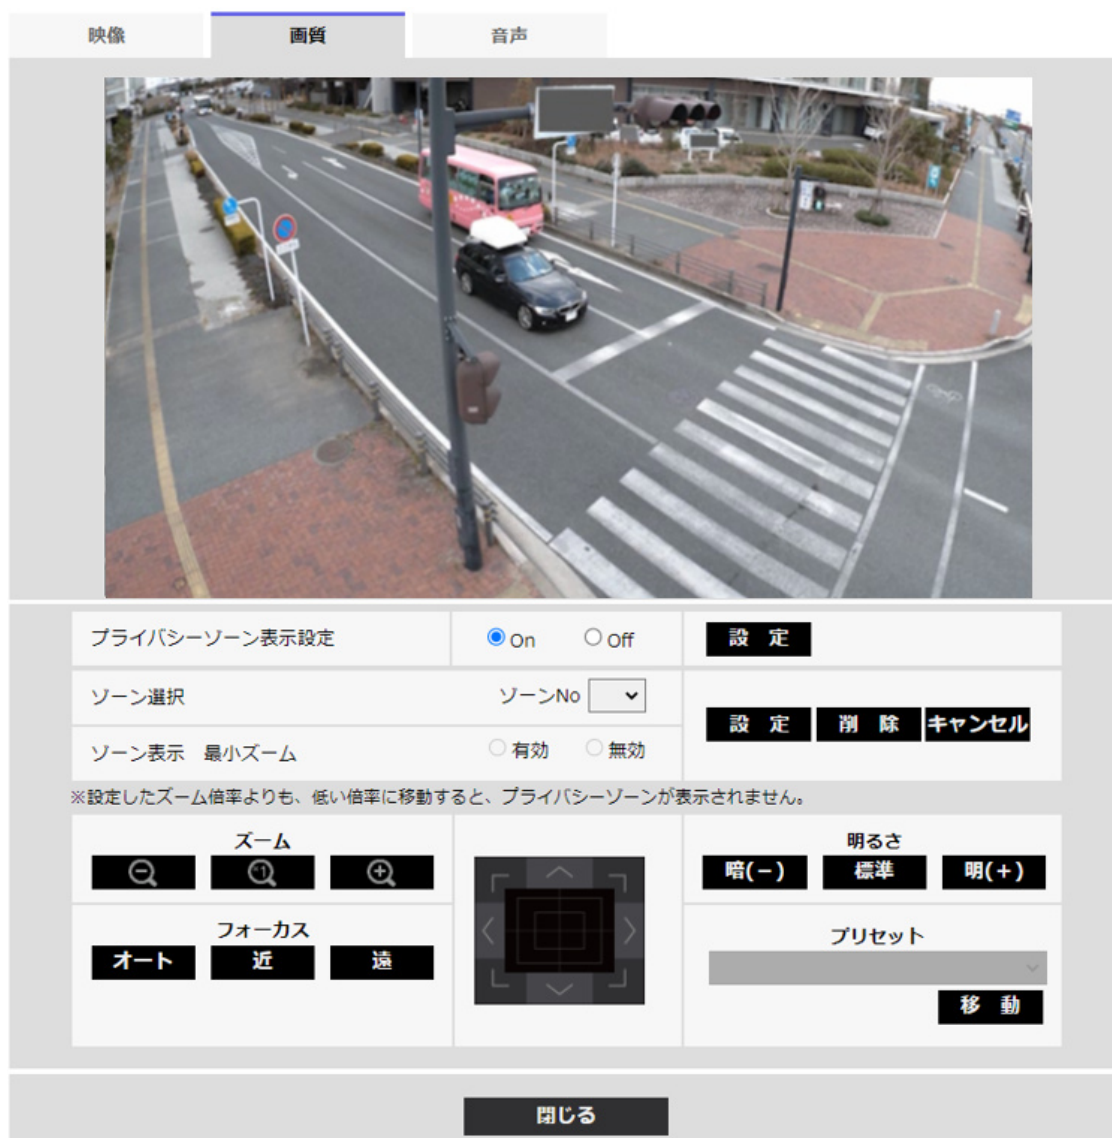 映像
画質
音声
プライバシーゾーン表示設定
On
Off
設 定
ゾーン選択
ゾーンNo
設 定
削 除
キャンセル
ゾーン表示 最小ズーム
有効
無効
※設定したズーム倍率よりも、低い倍率に移動すると、プライバシーゾーンが表示されません。
ズーム
明るさ
暗(－)
標準
明(＋)
フォーカス
オート
近
遠
プリセット
移 動
閉じる